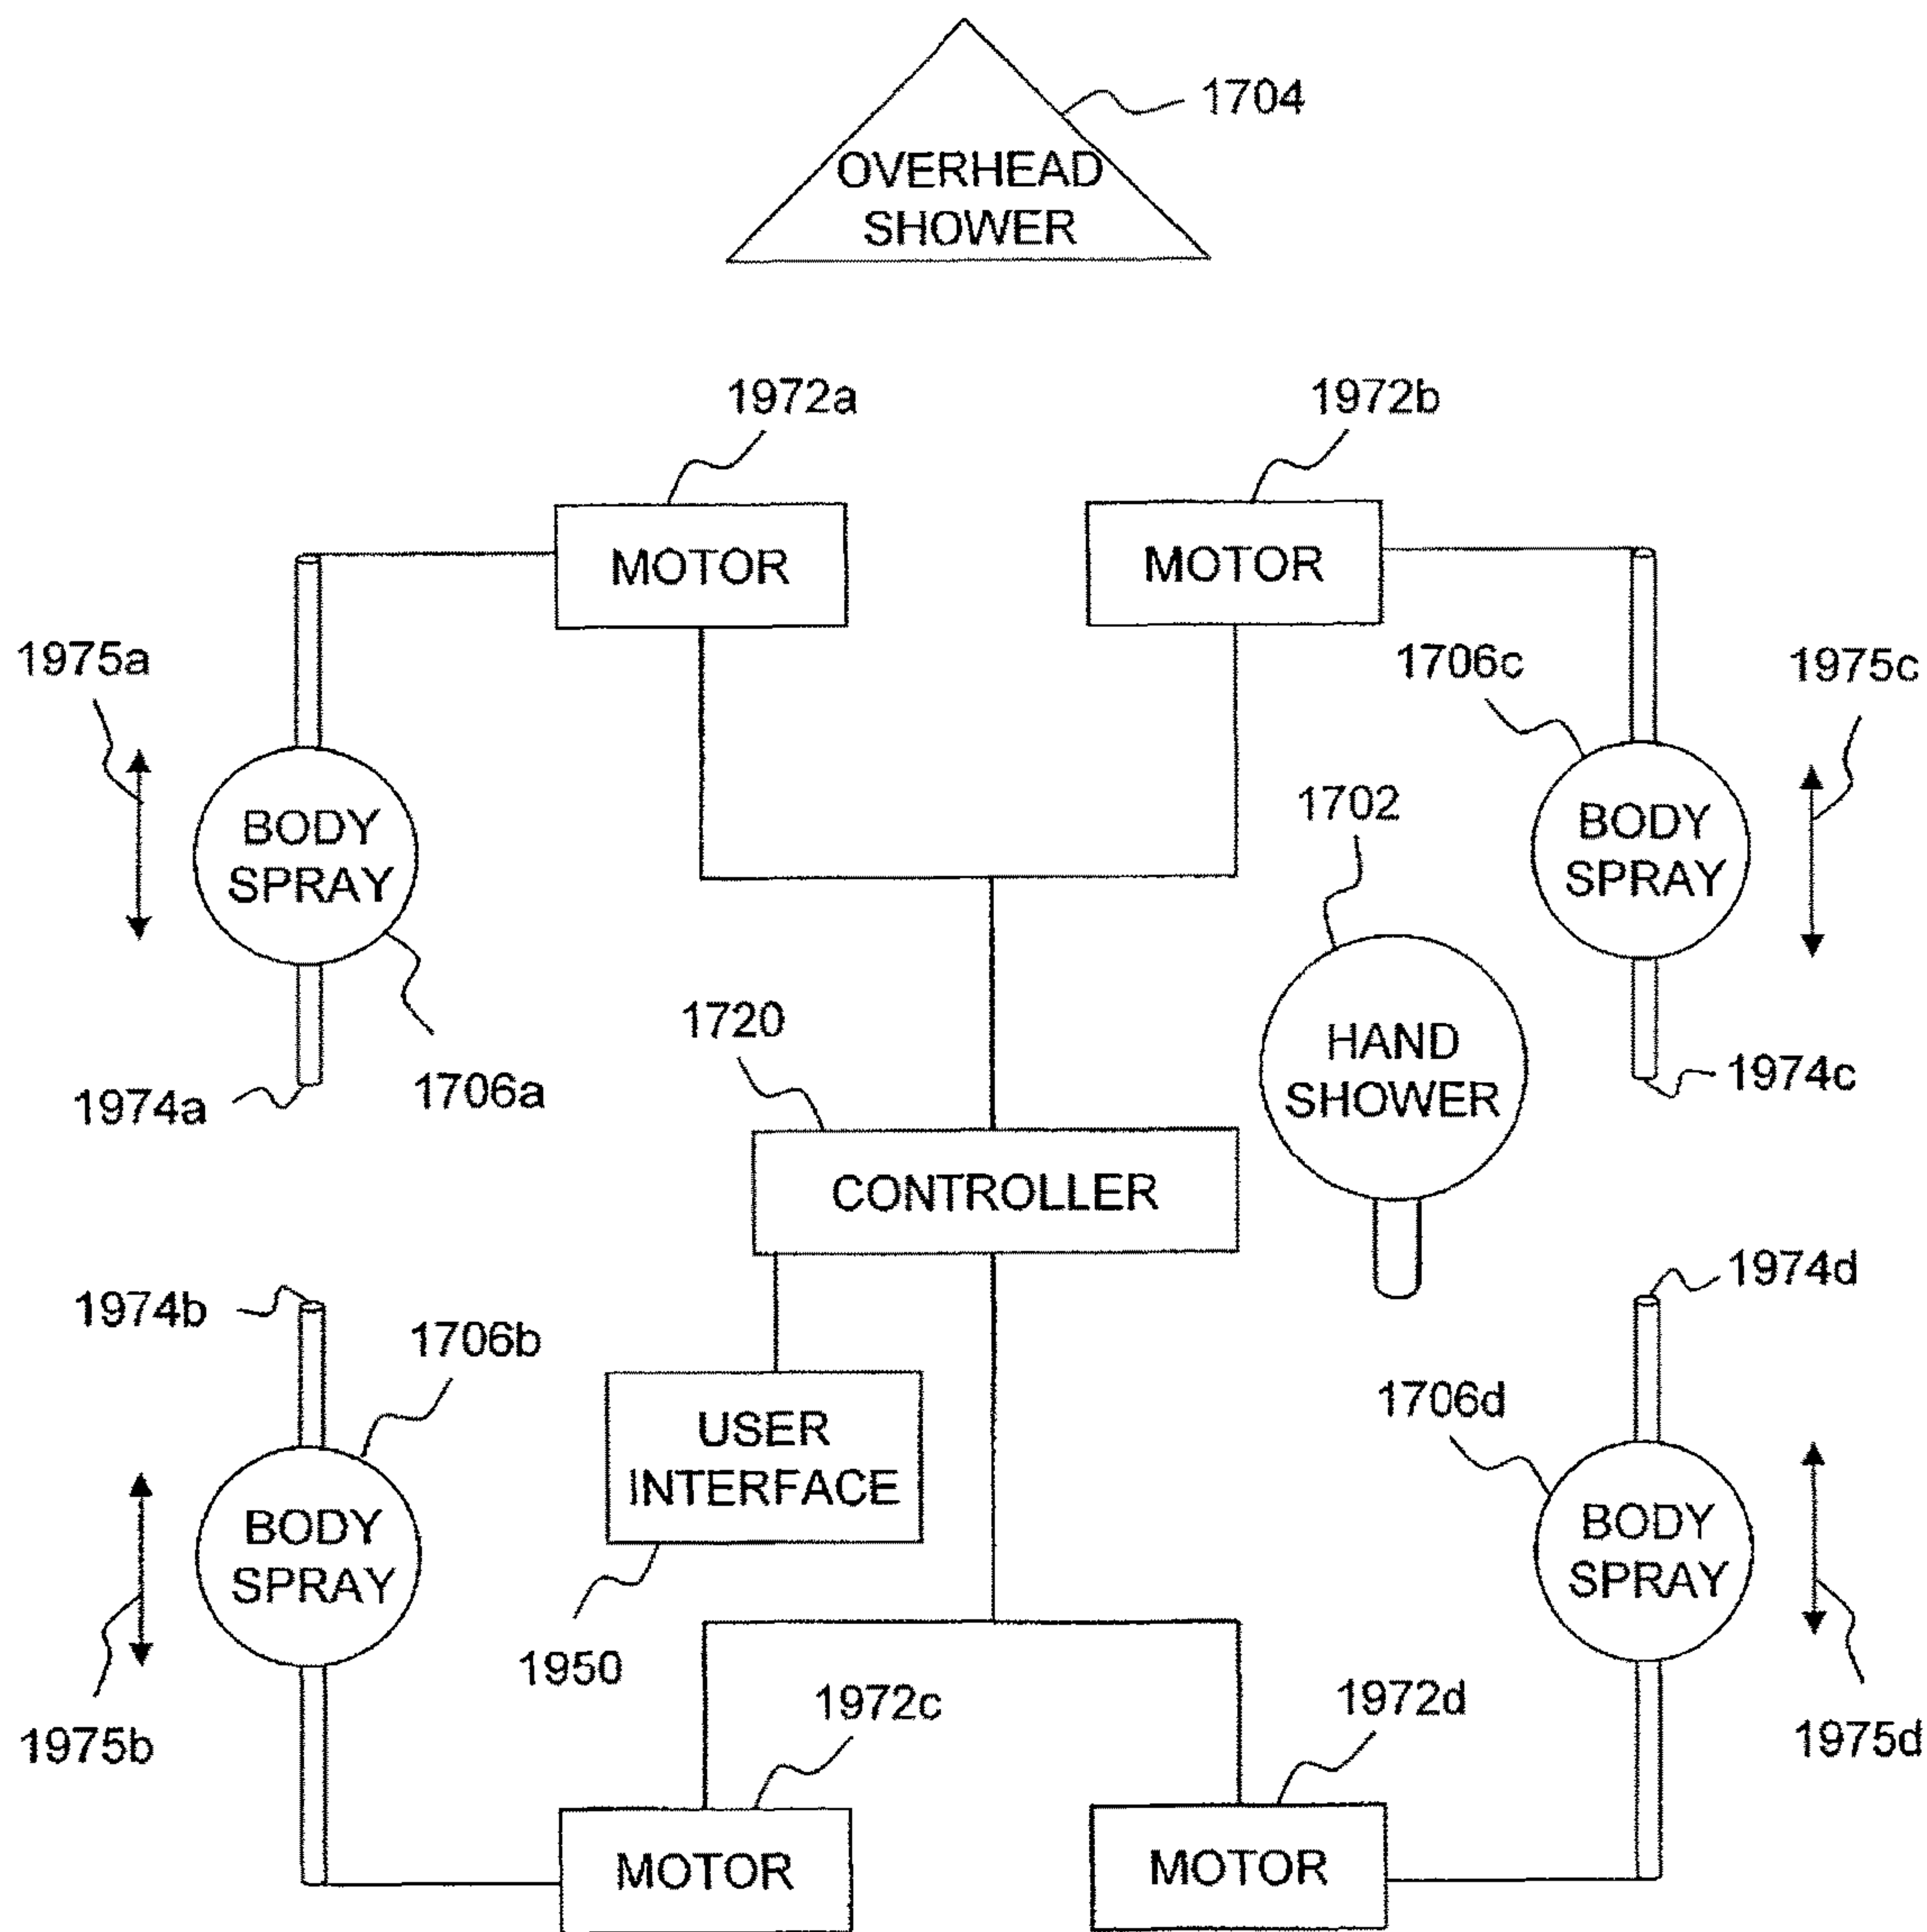 1704
OVERHEAD
SHOWER
1972a
1972b
MOTOR
MOTOR
1975a
1706c
1975c
BODY
SPRAY
1702
BODY
SPRAY
1720
HAND
SHOWER
1974a
1706a
1974c
CONTROLLER
1974b
1706b
1974d
USER
INTERFACE
1706d
BODY
SPRAY
BODY
SPRAY
1975b
1950
1972c
1972d
1975d
MOTOR
MOTOR